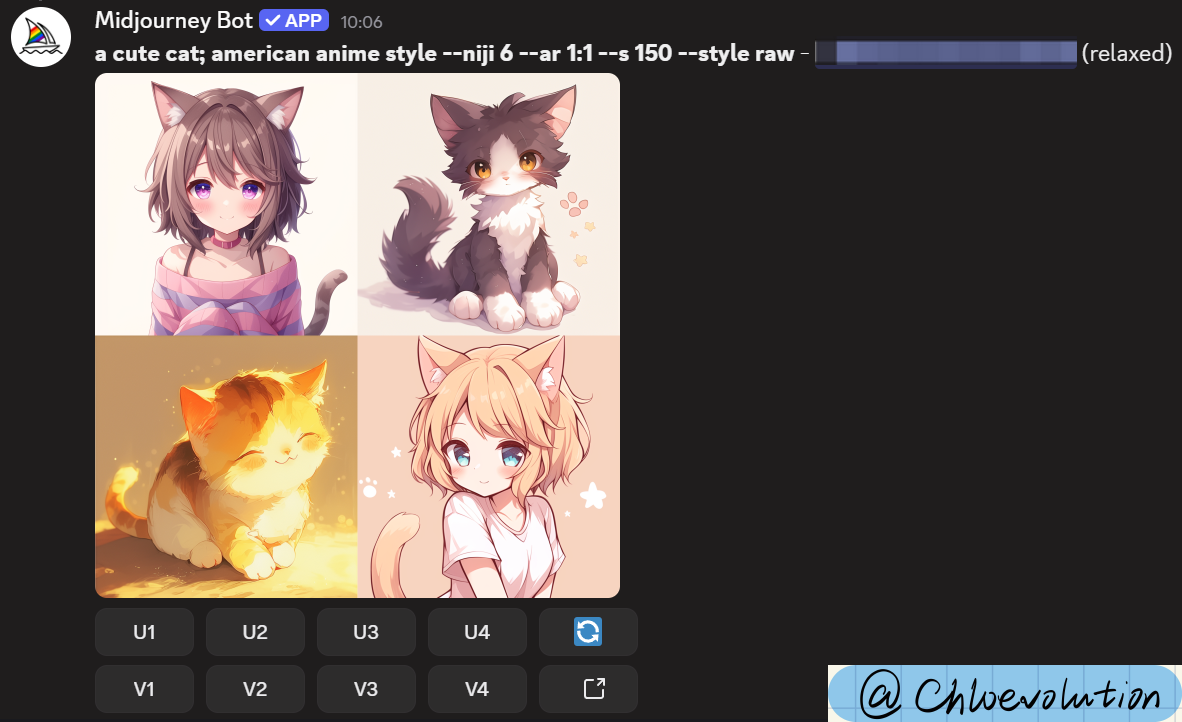 Midjourney Bot ✓ APP 10:06
a cute cat; american anime style --niji 6 --ar 1:1 --s 150 --style raw - (relaxed)
U1 U2 U3 U4
V1 V2 V3 V4
@Chloevolution